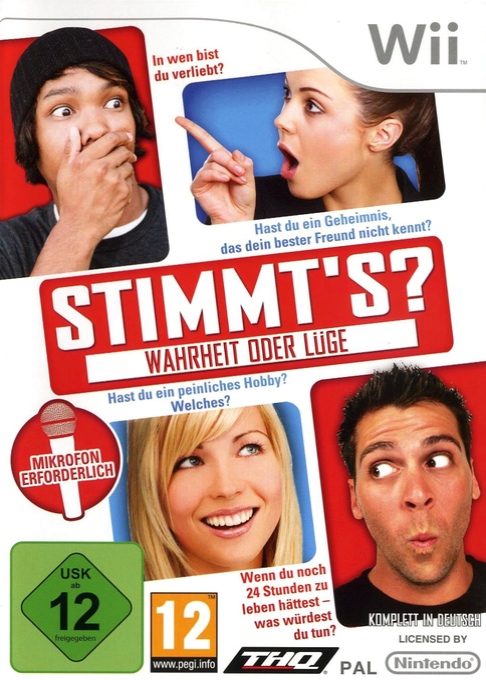 Wii
TM
In wen bist
du verliebt?
Hast du ein Geheimnis,
das dein bester Freund nicht kennt?
STIMMT'S?
WAHRHEIT ODER LÜGE
Hast du ein peinliches Hobby?
Welches?
MIKROFON
ERFORDERLICH
Wenn du noch
24 Stunden zu
leben hättest –
was würdest
du tun?
USK
ab
12
freigegeben
12
www.pegi.info
THQ
PAL
KOMPLETT IN DEUTSCH
LICENSED BY
Nintendo